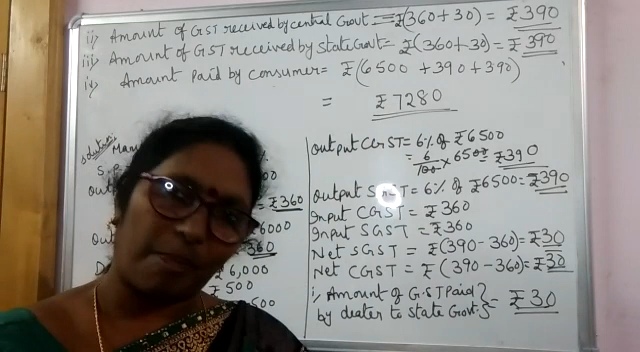 ii) Amount of GST received by central Govt = ₹(360+30) = ₹390
iii) Amount of GST received by state Govt = ₹(360+30) = ₹390
iv) Amount Paid by Consumer = ₹(6500 + 390 + 390)
= ₹7280
Solution:
Man
S.P
= ₹360
6000
360
₹6,000
₹500
500
output CGST = 6% of ₹6500
= 6/100 × 6500 = ₹390
output SGST = 6% of ₹6500 = ₹390
Input CGST = ₹360
Input SGST = ₹360
Net SGST = ₹(390-360) = ₹30
Net CGST = ₹(390-360) = ₹30
i) Amount of GST Paid
by dealer to State Govt. } = ₹30